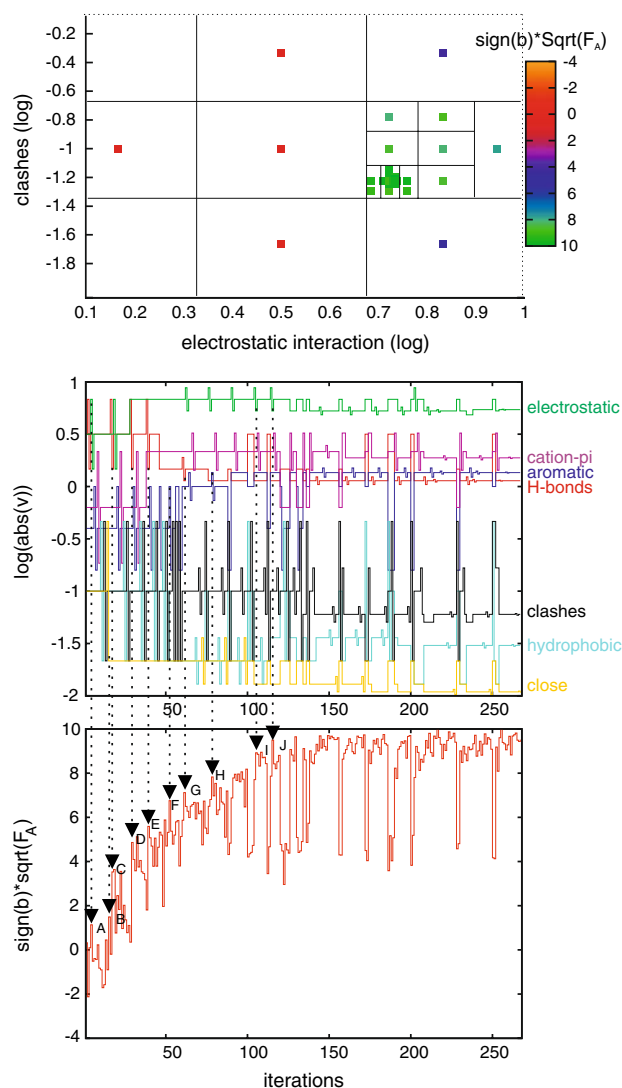 sign(b)*Sqrt(F_A)
-0.2
-0.4
-0.6
-0.8
-1
-1.2
-1.4
-1.6
-1.8
clashes (log)
0.1 0.2 0.3 0.4 0.5 0.6 0.7 0.8 0.9 1
electrostatic interaction (log)
-4
-2
0
2
4
6
8
10
1
0.5
0
-0.5
-1
-1.5
-2
log(abs(v))
electrostatic
cation-pi
aromatic
H-bonds
clashes
hydrophobic
close
50 100 150 200 250
10
8
6
4
2
0
-2
-4
sign(b)*sqrt(F_A)
A
B
C
D
E
F
G
H
I
J
50 100 150 200 250
iterations